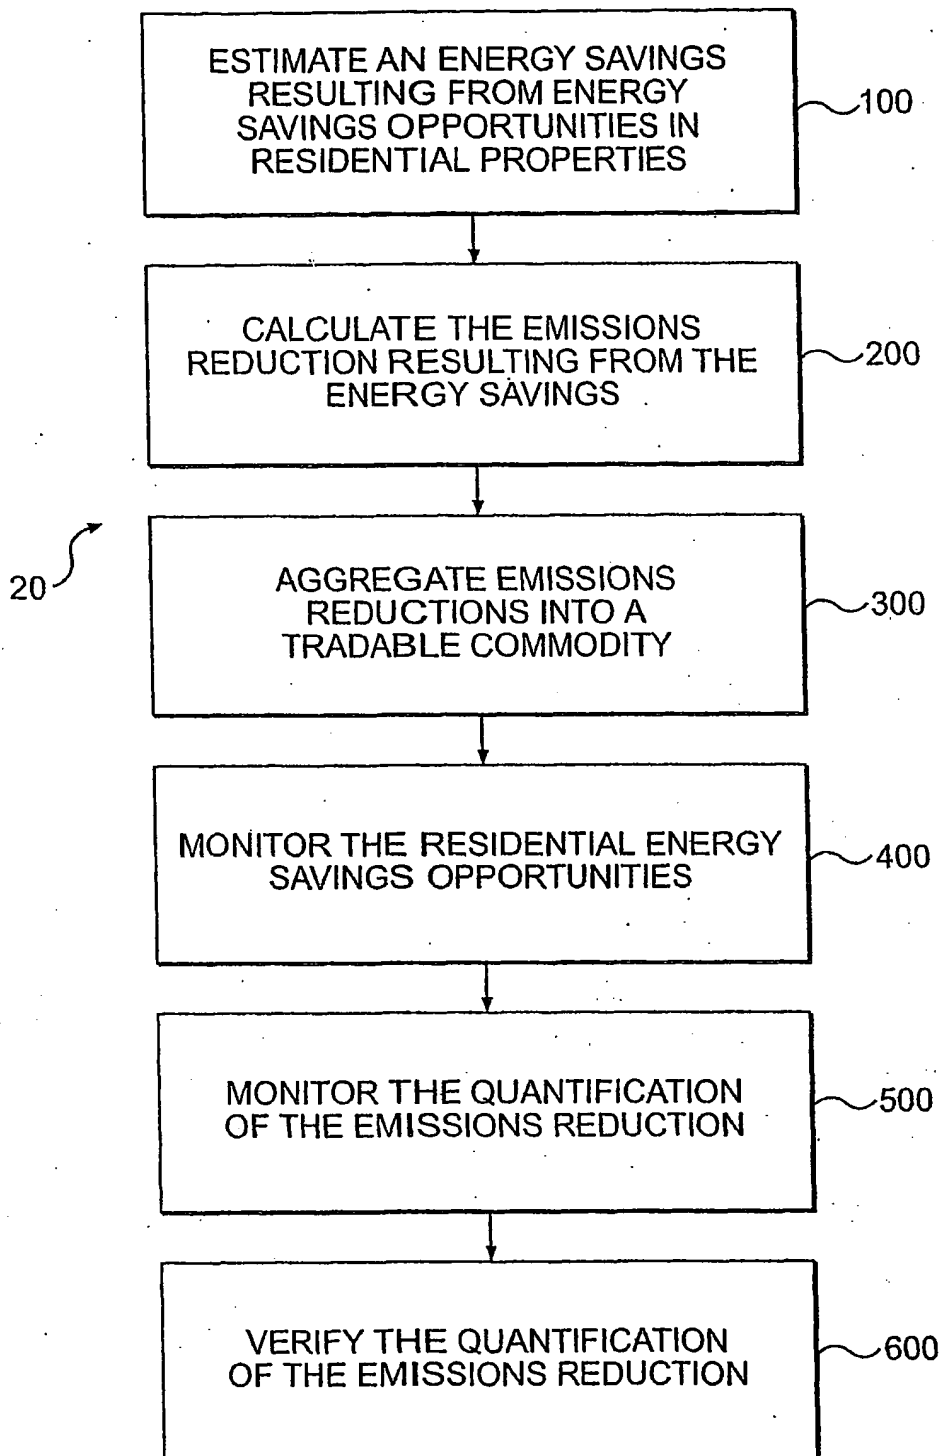 ESTIMATE AN ENERGY SAVINGS
RESULTING FROM ENERGY
SAVINGS OPPORTUNITIES IN
RESIDENTIAL PROPERTIES
100
CALCULATE THE EMISSIONS
REDUCTION RESULTING FROM THE
ENERGY SAVINGS
200
20
AGGREGATE EMISSIONS
REDUCTIONS INTO A
TRADABLE COMMODITY
300
MONITOR THE RESIDENTIAL ENERGY
SAVINGS OPPORTUNITIES
400
MONITOR THE QUANTIFICATION
OF THE EMISSIONS REDUCTION
500
VERIFY THE QUANTIFICATION
OF THE EMISSIONS REDUCTION
600